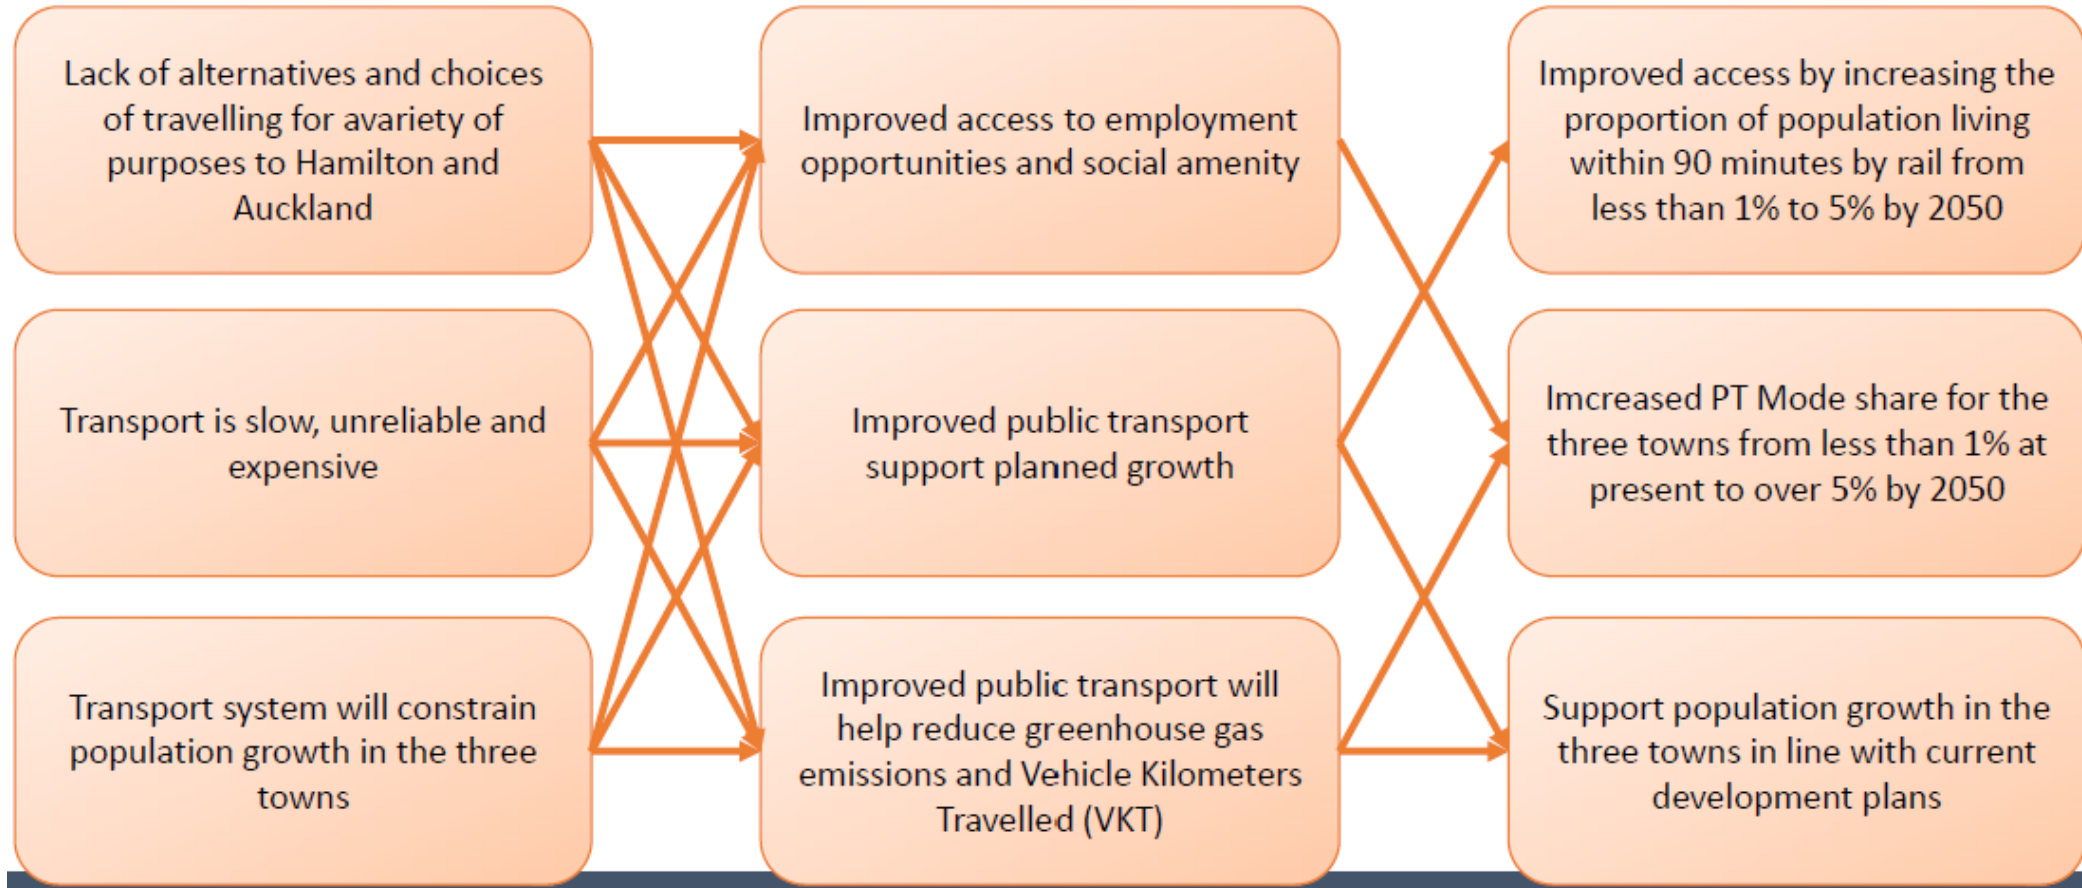 Lack of alternatives and choices
of travelling for avariety of
purposes to Hamilton and
Auckland
Improved access to employment
opportunities and social amenity
Improved access by increasing the
proportion of population living
within 90 minutes by rail from
less than 1% to 5% by 2050
Transport is slow, unreliable and
expensive
Improved public transport
support planned growth
Imcreased PT Mode share for the
three towns from less than 1% at
present to over 5% by 2050
Transport system will constrain
population growth in the three
towns
Improved public transport will
help reduce greenhouse gas
emissions and Vehicle Kilometers
Travelled (VKT)
Support population growth in the
three towns in line with current
development plans